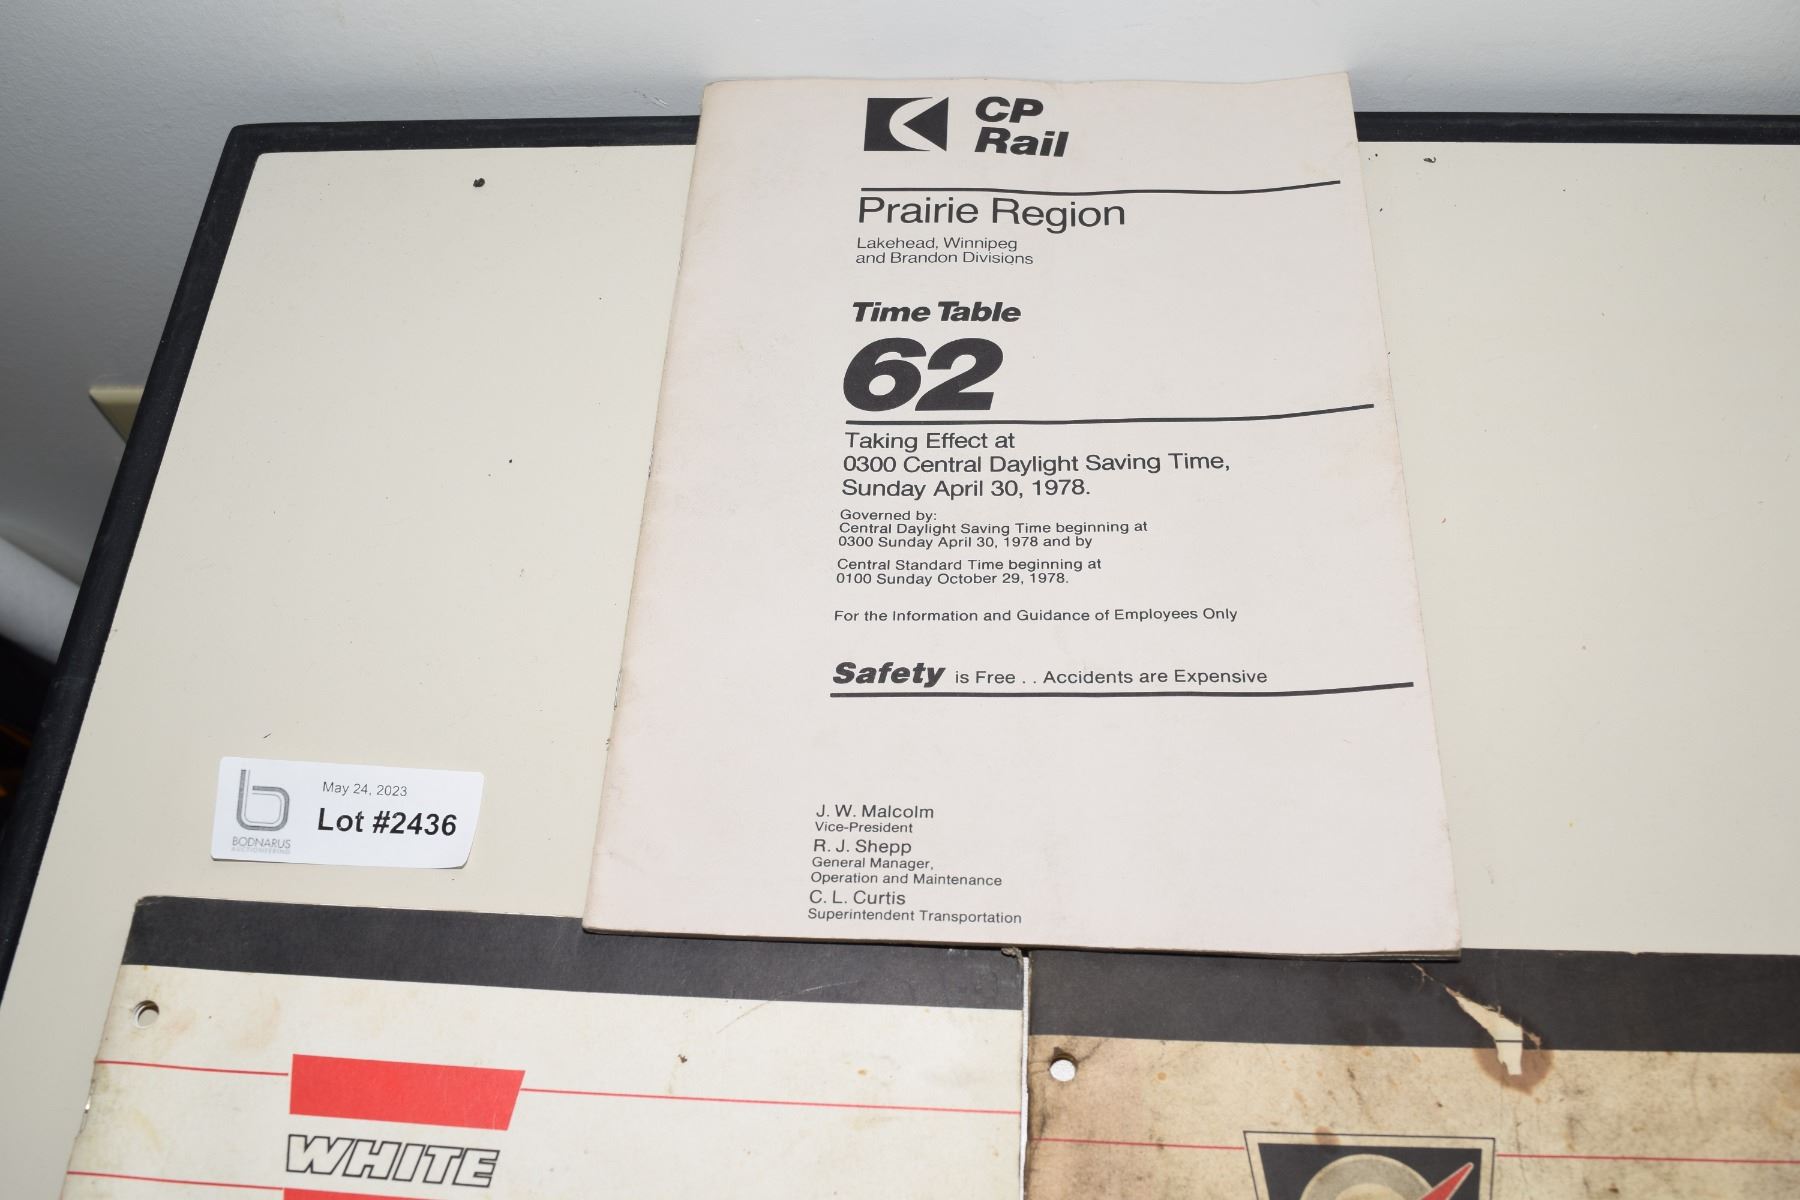 CP
Rail
Prairie Region
Lakehead, Winnipeg
and Brandon Divisions
Time Table
62
Taking Effect at
0300 Central Daylight Saving Time,
Sunday April 30, 1978.
Governed by:
Central Daylight Saving Time beginning at
0300 Sunday April 30, 1978 and by
Central Standard Time beginning at
0100 Sunday October 29, 1978.
For the Information and Guidance of Employees Only
Safety is Free . . Accidents are Expensive
J. W. Malcolm
Vice-President
R. J. Shepp
General Manager,
Operation and Maintenance
C. L. Curtis
Superintendent Transportation
May 24, 2023
Lot #2436
BODNARUS
AUCTIONEERING
WHITE